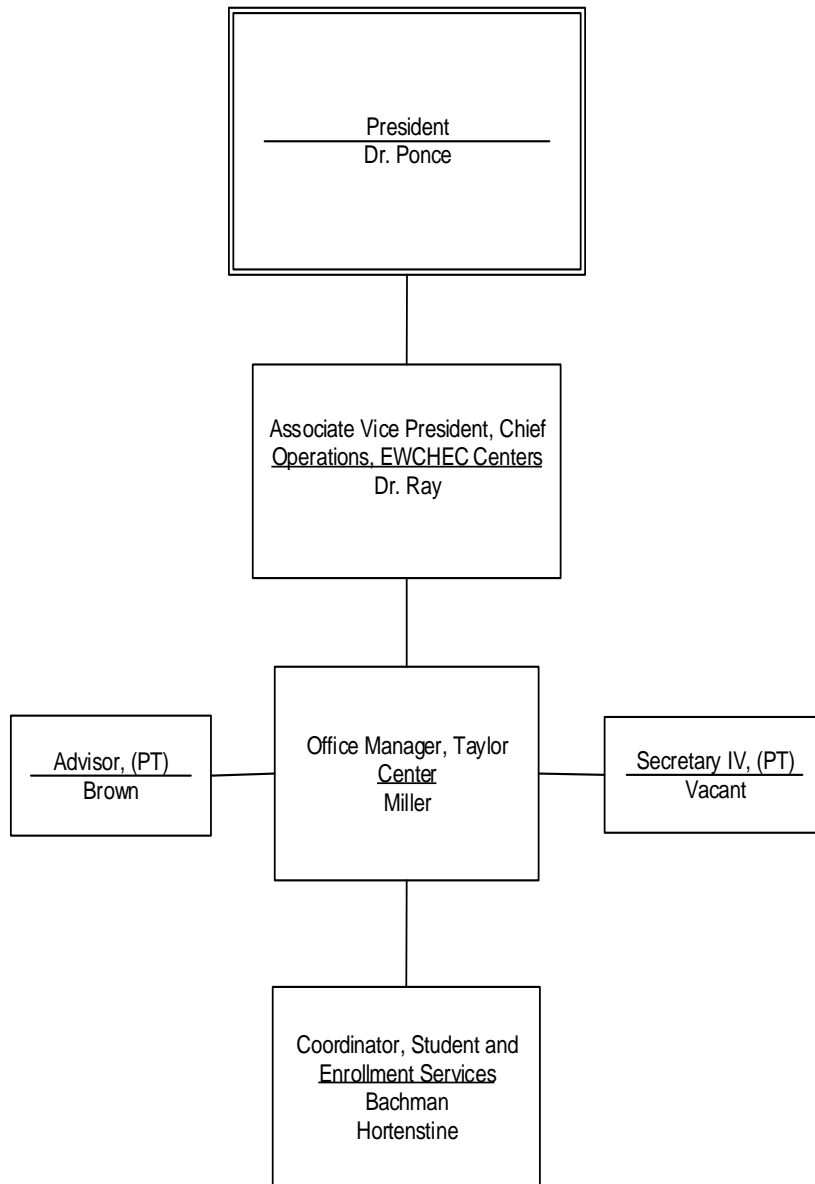 President
Dr. Ponce
Associate Vice President, Chief
Operations, EWCHEC Centers
Dr. Ray
Office Manager, Taylor
Center
Miller
Advisor, (PT)
Brown
Secretary IV, (PT)
Vacant
Coordinator, Student and
Enrollment Services
Bachman
Hortenstine